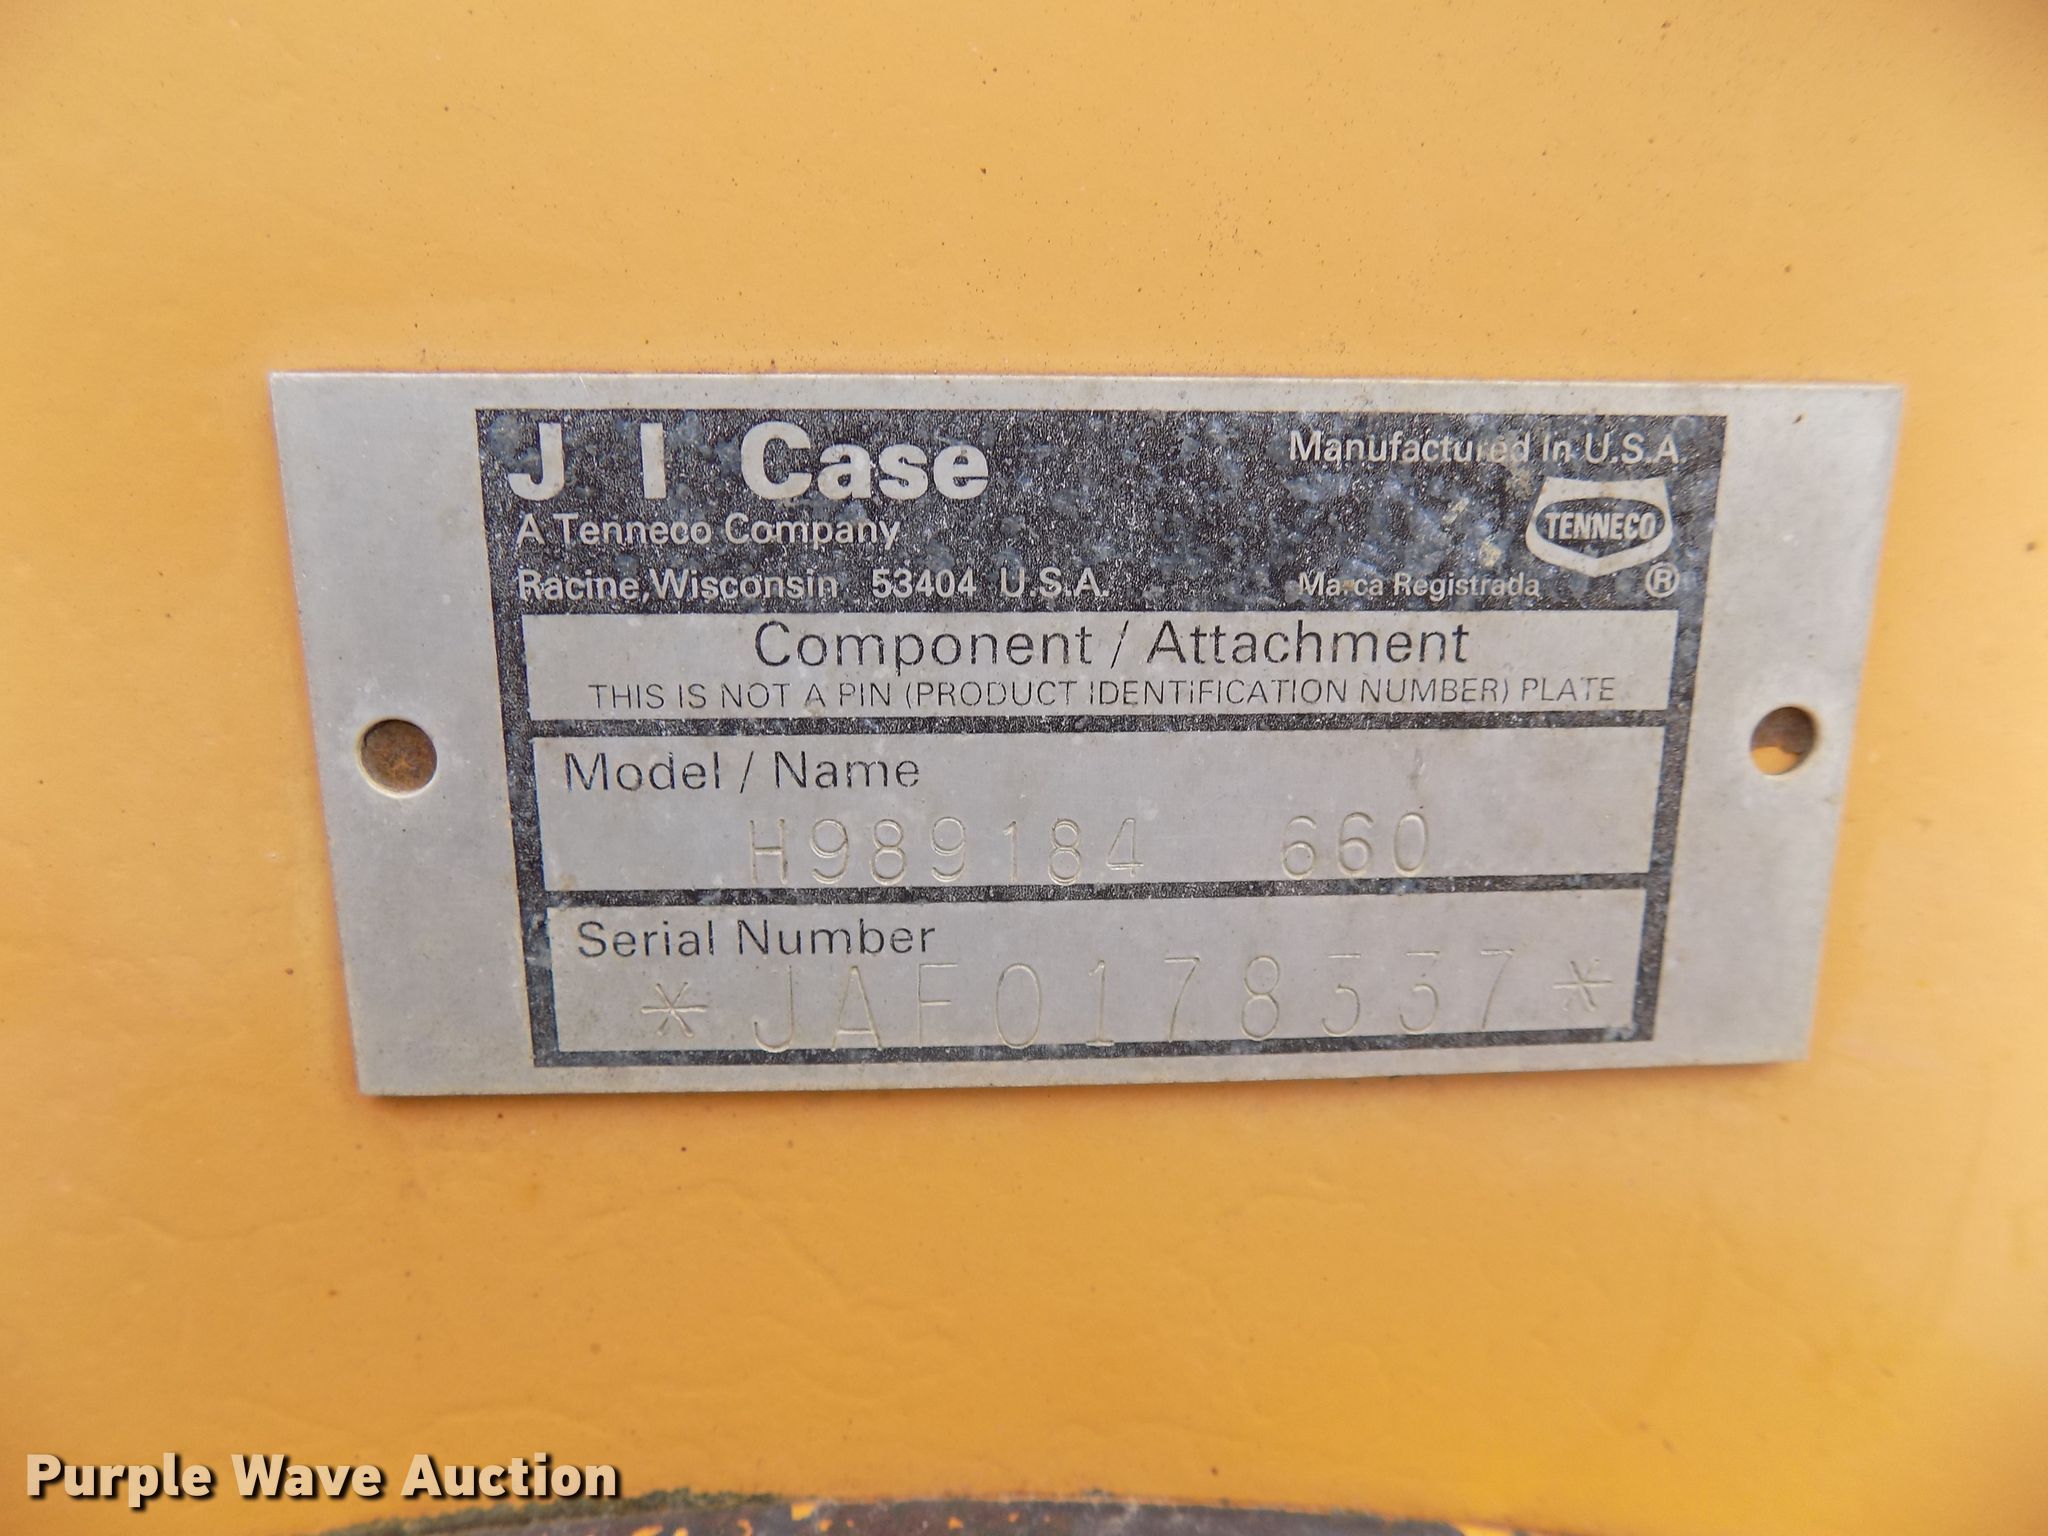 J I Case
Manufactured in U.S.A.
A Tenneco Company
TENNECO
Racine, Wisconsin 53404 U.S.A.
Marca Registrada ®
Component / Attachment
THIS IS NOT A PIN (PRODUCT IDENTIFICATION NUMBER) PLATE
Model / Name
H989184 660
Serial Number
*JAF0178337*
Purple Wave Auction